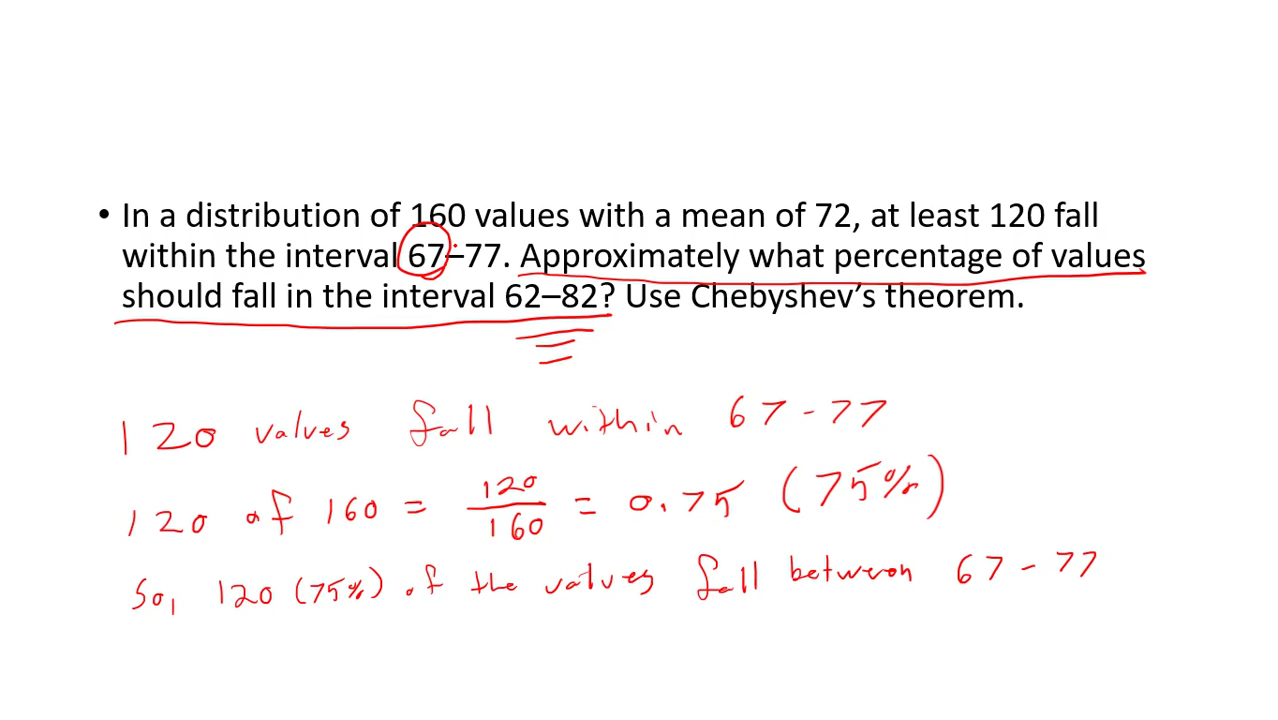 • In a distribution of 160 values with a mean of 72, at least 120 fall
within the interval 67–77. Approximately what percentage of values
should fall in the interval 62–82? Use Chebyshev’s theorem.
120 values fall within 67-77
120 of 160 = 120/160 = 0.75 (75%)
So, 120 (75%) of the values fall between 67-77